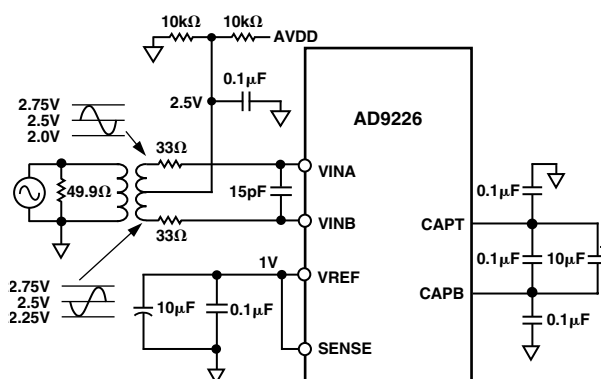 10kΩ 10kΩ
AVDD
0.1µF
2.5V
2.75V
2.5V
2.0V
33Ω
49.9Ω
15pF
33Ω
2.75V
2.5V
2.25V
1V
10µF
0.1µF
AD9226
VINA
VINB
VREF
SENSE
CAPT
CAPB
0.1µF
0.1µF
10µF
0.1µF